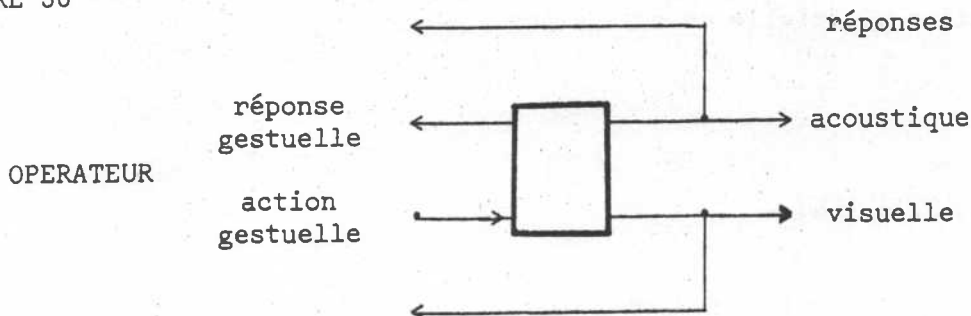 réponses
réponse
gestuelle
acoustique
OPERATEUR
action
gestuelle
visuelle